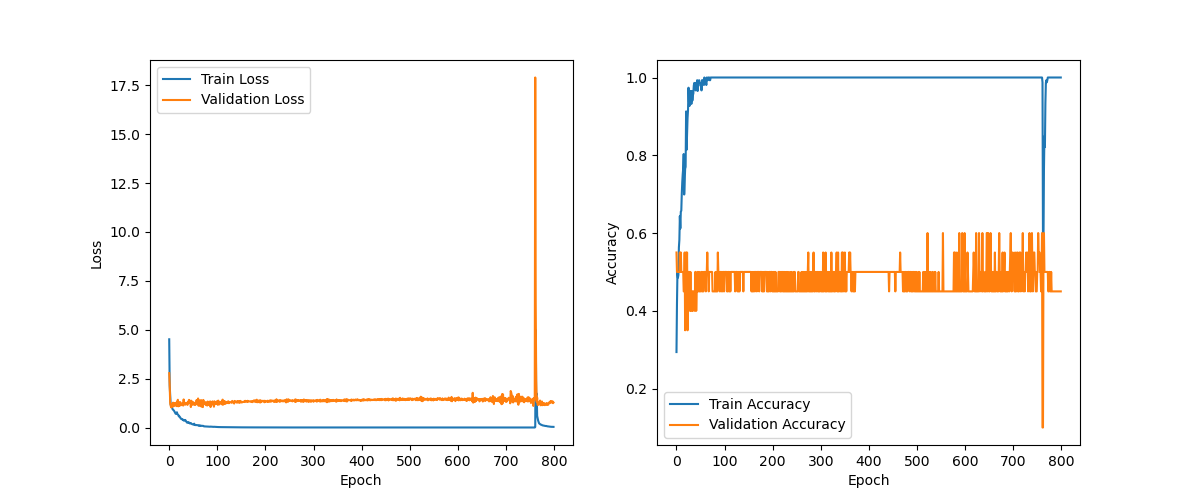 Train Loss
Validation Loss
17.5
15.0
12.5
10.0
7.5
5.0
2.5
0.0
Loss
0 100 200 300 400 500 600 700 800
Epoch
1.0
0.8
0.6
0.4
0.2
Accuracy
Train Accuracy
Validation Accuracy
0 100 200 300 400 500 600 700 800
Epoch